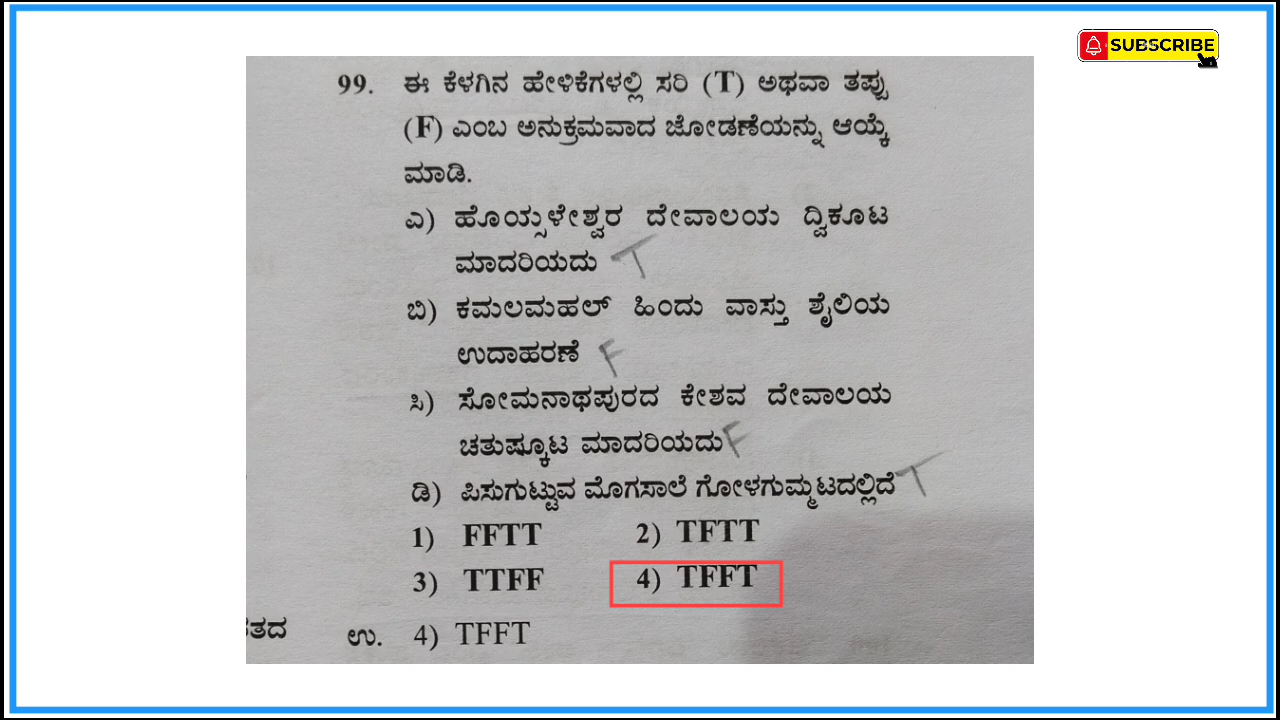 SUBSCRIBE
99. ಈ ಕೆಳಗಿನ ಹೇಳಿಕೆಗಳಲ್ಲಿ ಸರಿ (T) ಅಥವಾ ತಪ್ಪು
(F) ಎಂಬ ಅನುಕ್ರಮವಾದ ಜೋಡಣೆಯನ್ನು ಆಯ್ಕೆ
ಮಾಡಿ.
ಎ) ಹೊಯ್ಸಳೇಶ್ವರ ದೇವಾಲಯ ದ್ವಿಕೂಟ
ಮಾದರಿಯದು T
ಬಿ) ಕಮಲಮಹಲ್ ಹಿಂದು ವಾಸ್ತು ಶೈಲಿಯ
ಉದಾಹರಣೆ F
ಸಿ) ಸೋಮನಾಥಪುರದ ಕೇಶವ ದೇವಾಲಯ
ಚತುಷ್ಕೂಟ ಮಾದರಿಯದು F
ಡಿ) ಪಿಸುಗುಟ್ಟುವ ಮೊಗಸಾಲೆ ಗೋಳಗುಮ್ಮಟದಲ್ಲಿದೆ T
1) FFTT 2) TFTT
3) TTFF 4) TFFT
ಉ. 4) TFFT